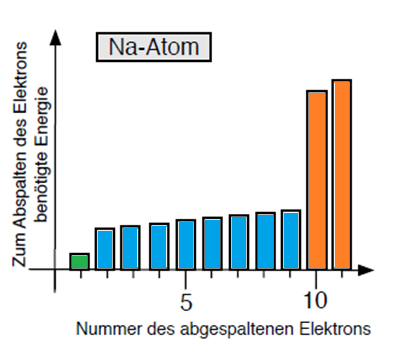 Na-Atom
Zum Abspalten des Elektrons
benötigte Energie
5
10
Nummer des abgespaltenen Elektrons